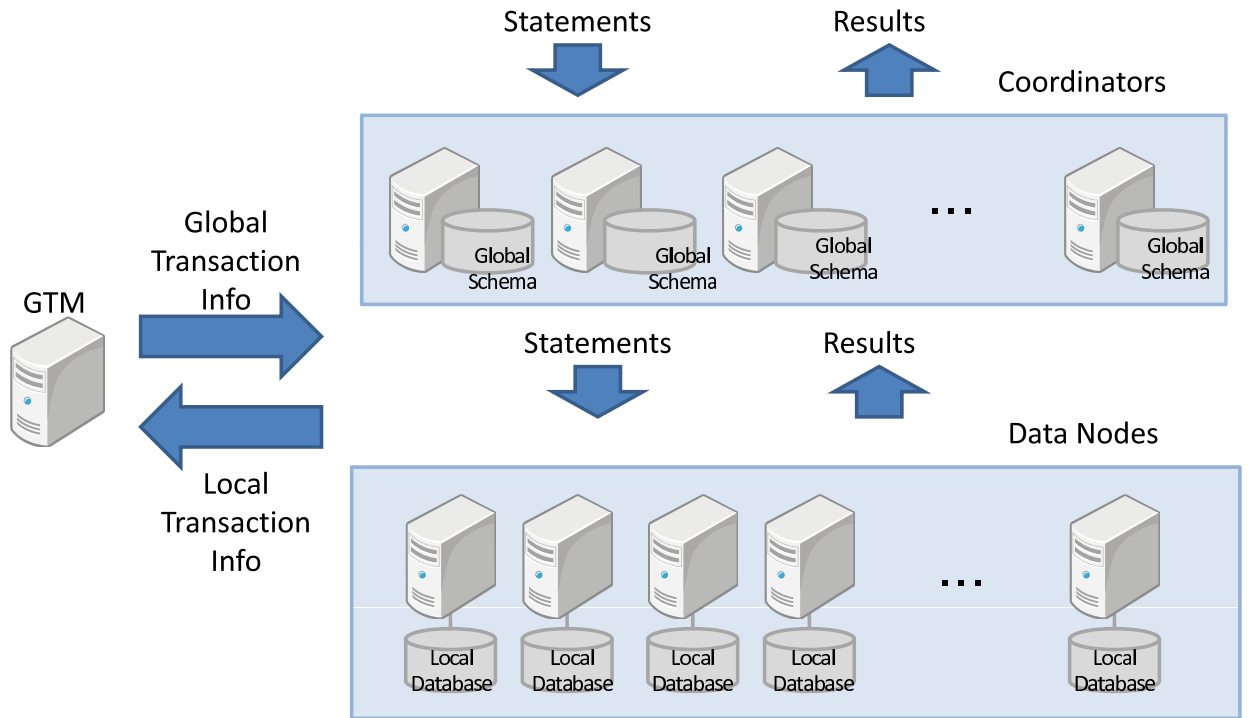 Statements
Results
Coordinators
Global Schema
Global Schema
Global Schema
...
Global Schema
Global
Transaction
Info
GTM
Local
Transaction
Info
Statements
Results
Data Nodes
...
Local Database
Local Database
Local Database
Local Database
Local Database